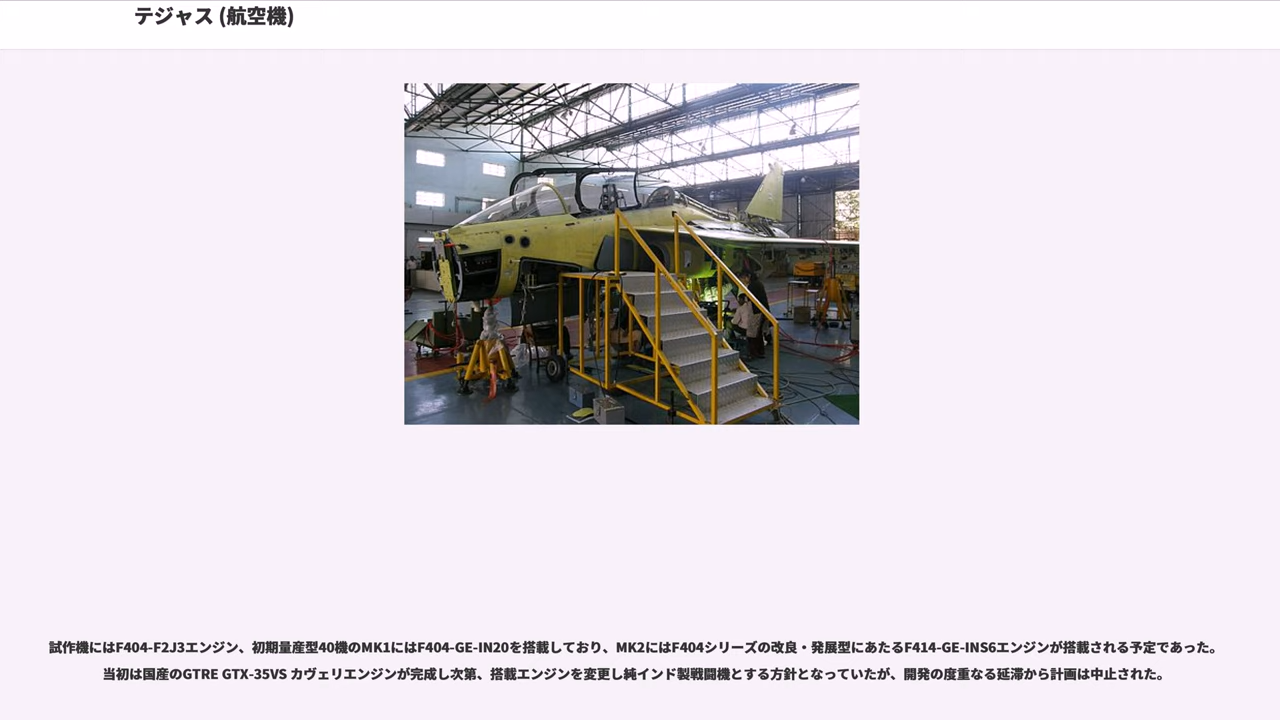 テジャス (航空機)
試作機にはF404-F2J3エンジン、初期量産型40機のMK1にはF404-GE-IN20を搭載しており、MK2にはF404シリーズの改良・発展型にあたるF414-GE-INS6エンジンが搭載される予定であった。
当初は国産のGTRE GTX-35VS カヴェリエンジンが完成し次第、搭載エンジンを変更し純インド製戦闘機とする方針となっていたが、開発の度重なる延滞から計画は中止された。